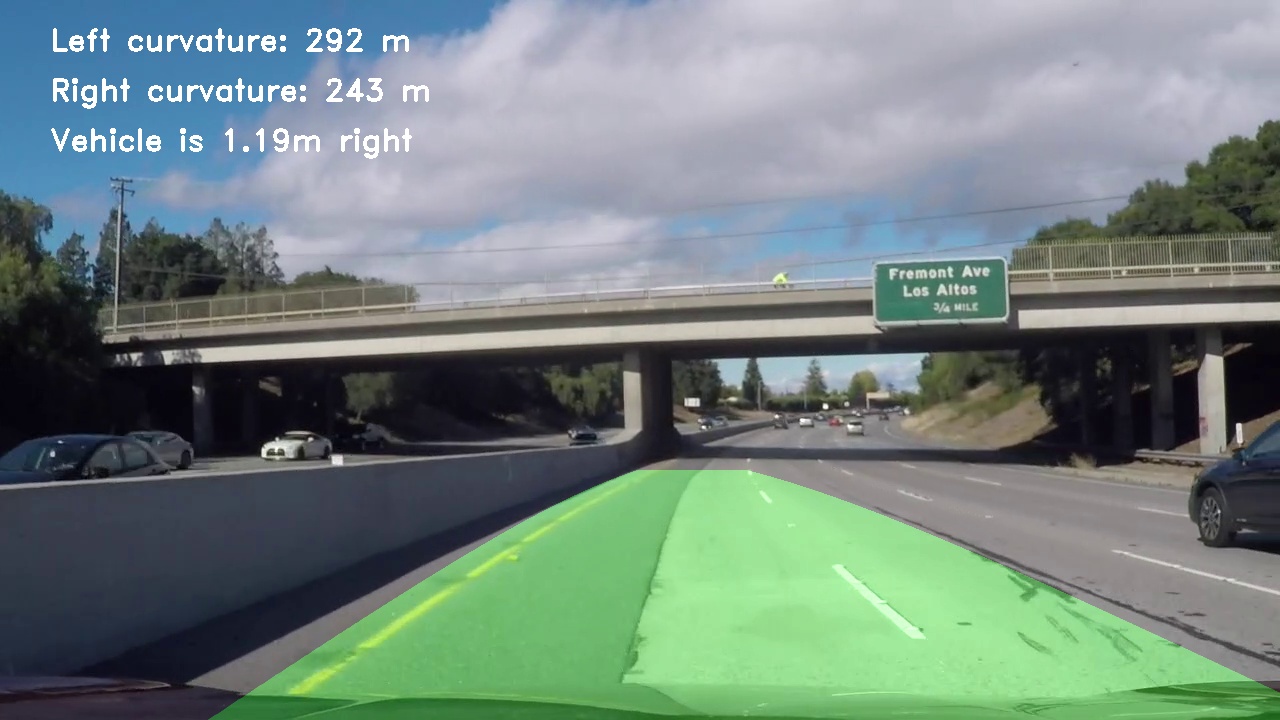 Left curvature: 292 m
Right curvature: 243 m
Vehicle is 1.19m right
Fremont Ave
Los Altos
3/4 MILE